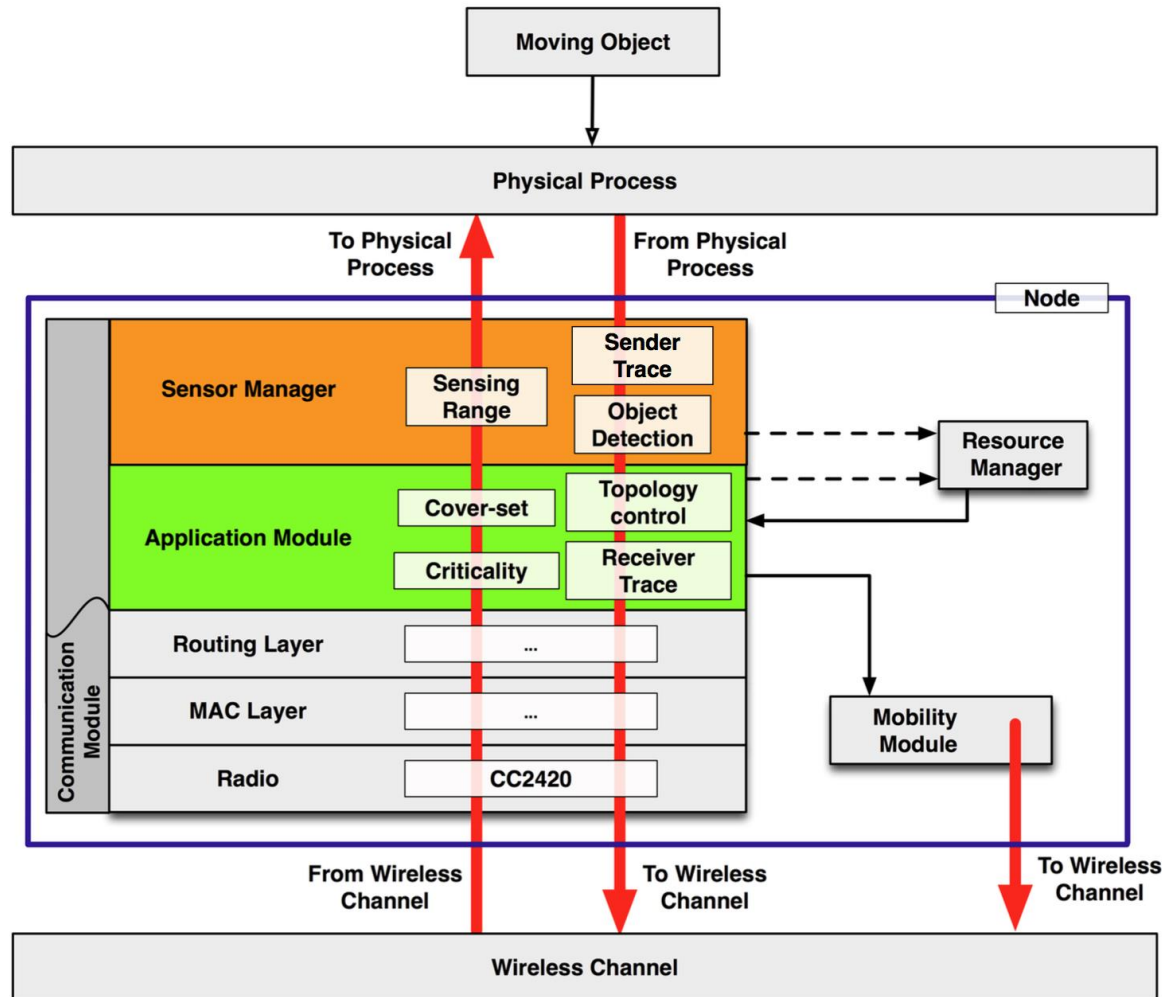 Moving Object
Physical Process
To Physical
Process
From Physical
Process
Node
Sensor Manager
Sensing
Range
Sender
Trace
Object
Detection
Resource
Manager
Application Module
Cover-set
Topology
control
Criticality
Receiver
Trace
Communication
Module
Routing Layer
...
MAC Layer
...
Radio
CC2420
Mobility
Module
From Wireless
Channel
To Wireless
Channel
To Wireless
Channel
Wireless Channel